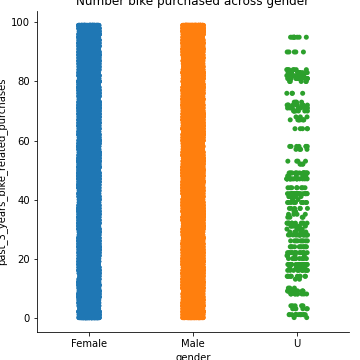 Number bike purchased across gender
100
80
60
40
20
0
past_3_years_bike_related_purchases
Female Male U
gender